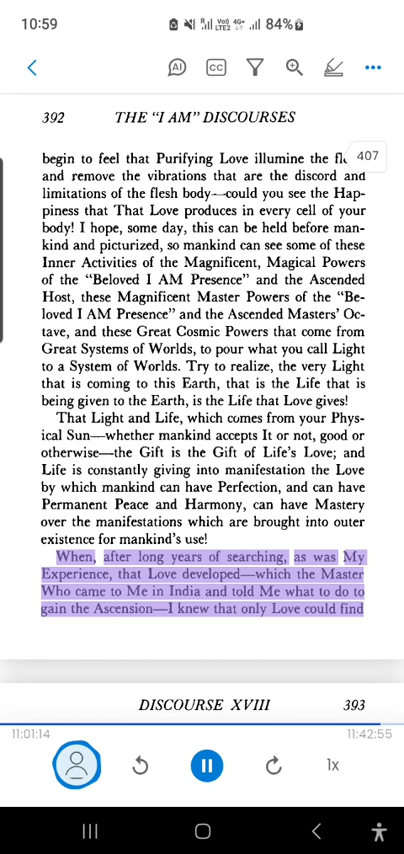 10:59 Vo) R LTE2 4G+ 84%
AI CC
392 THE “I AM” DISCOURSES
407
begin to feel that Purifying Love illumine the
and remove the vibrations that are the discord and
limitations of the flesh body—could you see the Hap-
piness that That Love produces in every cell of your
body! I hope, some day, this can be held before man-
kind and picturized, so mankind can see some of these
Inner Activities of the Magnificent, Magical Powers
of the “Beloved I AM Presence” and the Ascended
Host, these Magnificent Master Powers of the “Be-
loved I AM Presence” and the Ascended Masters’ Oc-
tave, and these Great Cosmic Powers that come from
Great Systems of Worlds, to pour what you call Light
to a System of Worlds. Try to realize, the very Light
that is coming to this Earth, that is the Life that is
being given to the Earth, is the Life that Love gives!
That Light and Life, which comes from your Phys-
ical Sun—whether mankind accepts It or not, good or
otherwise—the Gift is the Gift of Life’s Love; and
Life is constantly giving into manifestation the Love
by which mankind can have Perfection, and can have
Permanent Peace and Harmony, can have Mastery
over the manifestations which are brought into outer
existence for mankind’s use!
When, after long years of searching, as was My
Experience, that Love developed—which the Master
Who came to Me in India and told Me what to do to
gain the Ascension—I knew that only Love could find
DISCOURSE XVIII 393
11:01:14 11:42:55
1x